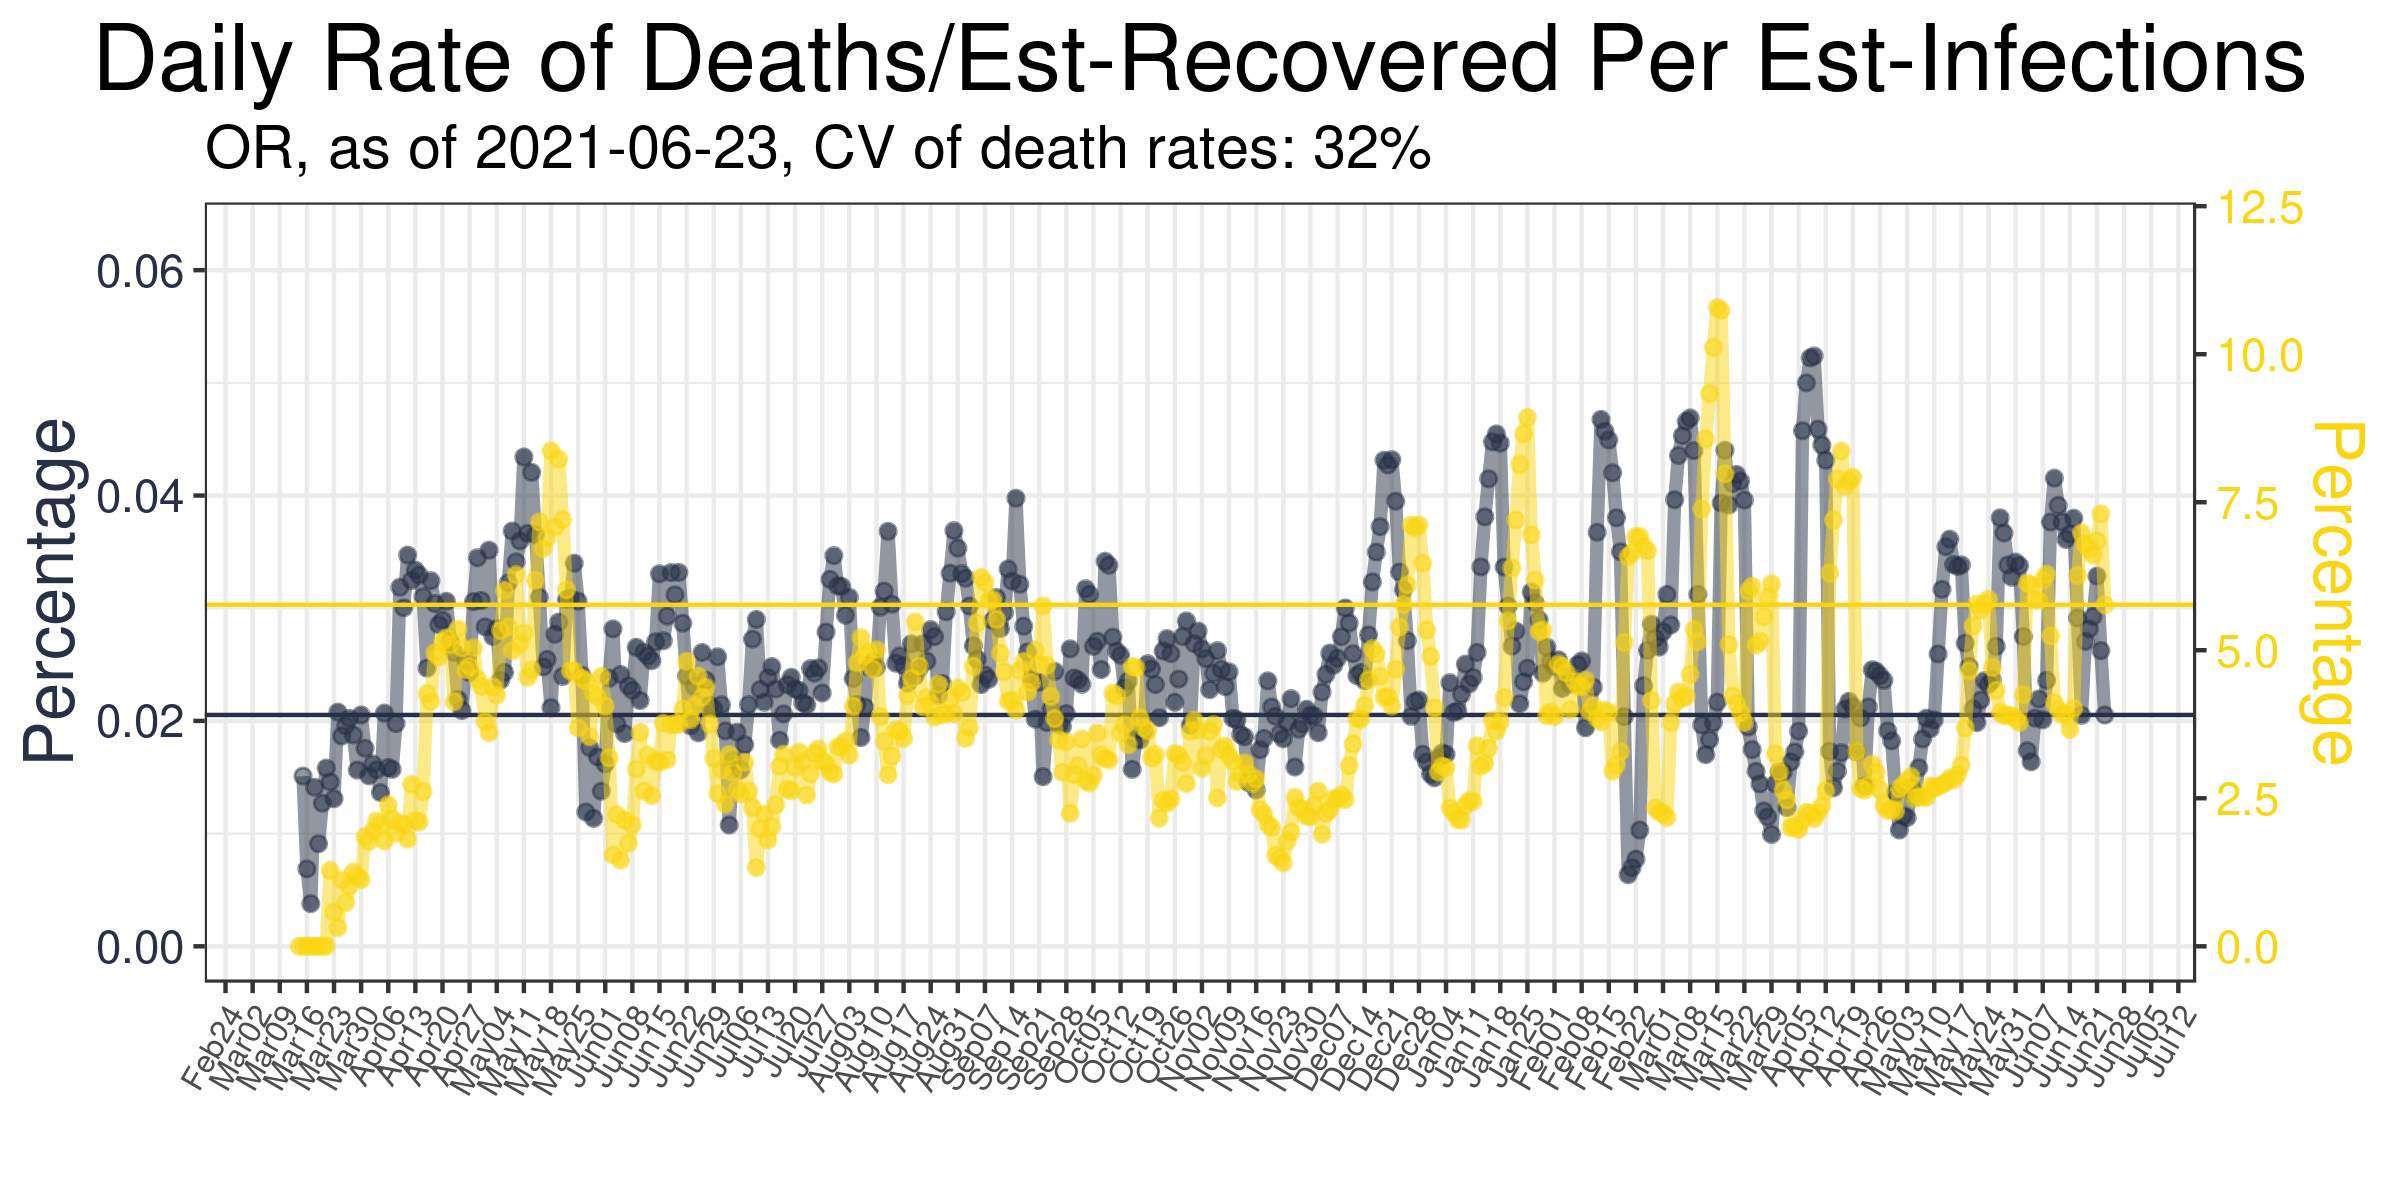 Daily Rate of Deaths/Est-Recovered Per Est-Infections
OR, as of 2021-06-23, CV of death rates: 32%
Percentage
0.06
0.04
0.02
0.00
12.5
10.0
7.5
5.0
2.5
0.0
Percentage
Feb24
Mar02
Mar09
Mar16
Mar23
Mar30
Apr06
Apr13
Apr20
Apr27
May04
May11
May18
May25
Jun01
Jun08
Jun15
Jun22
Jun29
Jul06
Jul13
Jul20
Jul27
Aug03
Aug10
Aug17
Aug24
Aug31
Sep07
Sep14
Sep21
Sep28
Oct05
Oct12
Oct19
Oct26
Nov02
Nov09
Nov16
Nov23
Nov30
Dec07
Dec14
Dec21
Dec28
Jan04
Jan11
Jan18
Jan25
Feb01
Feb08
Feb15
Feb22
Mar01
Mar08
Mar15
Mar22
Mar29
Apr05
Apr12
Apr19
Apr26
May03
May10
May17
May24
May31
Jun07
Jun14
Jun21
Jun28
Jul05
Jul12